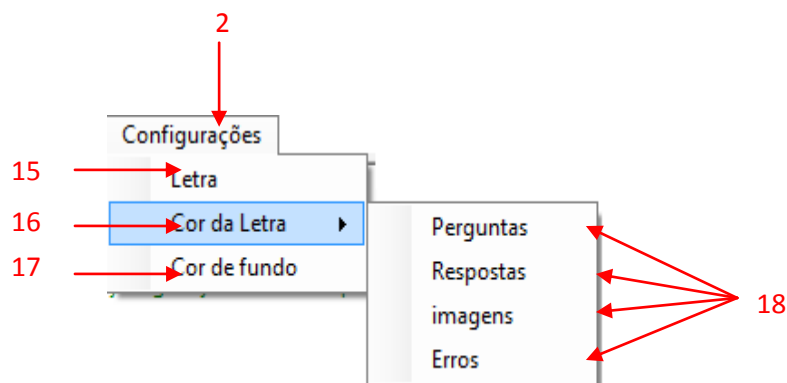 2
Configurações
15 Letra
16 Cor da Letra
17 Cor de fundo
Perguntas
Respostas
imagens
Erros
18